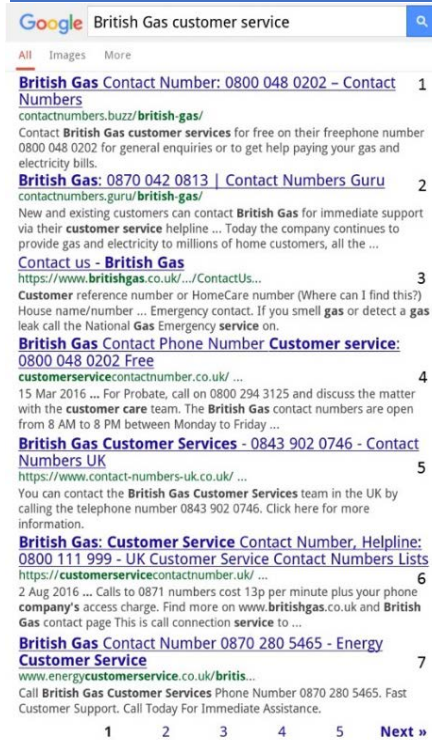 Google British Gas customer service
All Images More
British Gas Contact Number: 0800 048 0202 – Contact 1
Numbers
contactnumbers.buzz/british-gas/
Contact British Gas customer services for free on their freephone number
0800 048 0202 for general enquiries or to get help paying your gas and
electricity bills.
British Gas: 0870 042 0813 | Contact Numbers Guru 2
contactnumbers.guru/british-gas/
New and existing customers can contact British Gas for immediate support
via their customer service helpline ... Today the company continues to
provide gas and electricity to millions of home customers, all the ...
Contact us - British Gas
https://www.britishgas.co.uk/.../ContactUs... 3
Customer reference number or HomeCare number (Where can I find this?)
House name/number ... Emergency contact. If you smell gas or detect a gas
leak call the National Gas Emergency service on.
British Gas Contact Phone Number Customer service:
0800 048 0202 Free
customerservicecontactnumber.co.uk/ ... 4
15 Mar 2016 ... For Probate, call on 0800 294 3125 and discuss the matter
with the customer care team. The British Gas contact numbers are open
from 8 AM to 8 PM between Monday to Friday ...
British Gas Customer Services - 0843 902 0746 - Contact
Numbers UK 5
https://www.contact-numbers-uk.co.uk/ ...
You can contact the British Gas Customer Services team in the UK by
calling the telephone number 0843 902 0746. Click here for more
information.
British Gas: Customer Service Contact Number, Helpline:
0800 111 999 - UK Customer Service Contact Numbers Lists
https://customerservicecontactnumber.uk/ ... 6
2 Aug 2016 ... Calls to 0871 numbers cost 13p per minute plus your phone
company's access charge. Find more on www.britishgas.co.uk and British
Gas contact page This is call connection service to ...
British Gas Contact Number 0870 280 5465 - Energy
Customer Service 7
www.energycustomerservice.co.uk/britis...
Call British Gas Customer Services Phone Number 0870 280 5465. Fast
Customer Support. Call Today For Immediate Assistance.
1 2 3 4 5 Next »